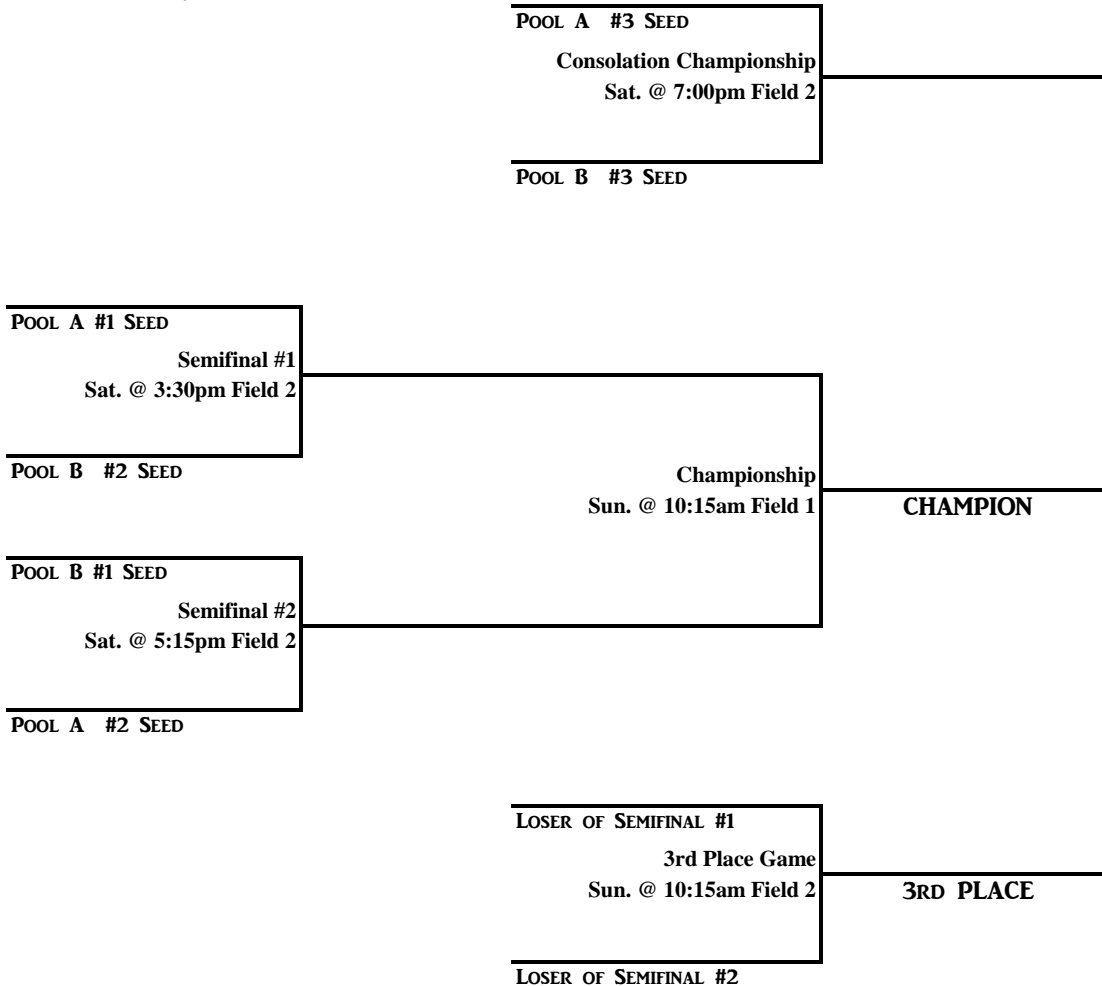 POOL A #3 SEED
Consolation Championship
Sat. @ 7:00pm Field 2
POOL B #3 SEED
POOL A #1 SEED
Semifinal #1
Sat. @ 3:30pm Field 2
POOL B #2 SEED
Championship
Sun. @ 10:15am Field 1
CHAMPION
POOL B #1 SEED
Semifinal #2
Sat. @ 5:15pm Field 2
POOL A #2 SEED
LOSER OF SEMIFINAL #1
3rd Place Game
Sun. @ 10:15am Field 2
3RD PLACE
LOSER OF SEMIFINAL #2